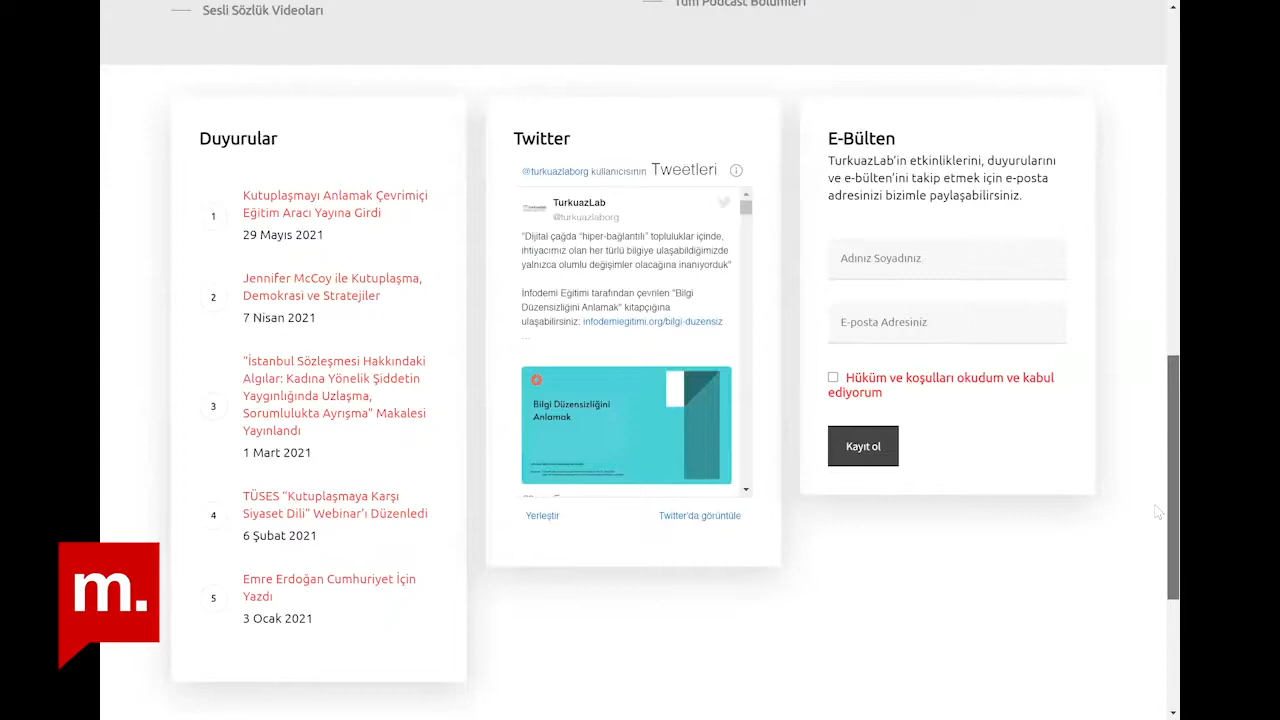 Sesli Sözlük Videoları
Tüm Podcast Bölümleri
Duyurular
1
Kutuplaşmayı Anlamak Çevrimiçi
Eğitim Aracı Yayına Girdi
29 Mayıs 2021
2
Jennifer McCoy ile Kutuplaşma,
Demokrasi ve Stratejiler
7 Nisan 2021
3
"İstanbul Sözleşmesi Hakkındaki
Algılar: Kadına Yönelik Şiddetin
Yaygınlığında Uzlaşma,
Sorumlulukta Ayrışma" Makalesi
Yayınlandı
1 Mart 2021
4
TÜSES "Kutuplaşmaya Karşı
Siyaset Dili" Webinar'ı Düzenledi
6 Şubat 2021
5
Emre Erdoğan Cumhuriyet İçin
Yazdı
3 Ocak 2021
Twitter
@turkuazlaborg kullanıcısının Tweetleri
TurkuazLab
@turkuazlaborg
"Dijital çağda "hiper-bağlantılı" topluluklar içinde,
ihtiyacımız olan her türlü bilgiye ulaşabildiğimizde
yalnızca olumlu değişimler olacağına inanıyorduk"
İnfodemi Eğitimi tarafından çevrilen "Bilgi
Düzensizliğini Anlamak" kitapçığına
ulaşabilirsiniz: infodemiegitimi.org/bilgi-duzensiz
...
Bilgi Düzensizliğini
Anlamak
Yerleştir
Twitter'da görüntüle
E-Bülten
TurkuazLab'in etkinliklerini, duyurularını
ve e-bülten'ini takip etmek için e-posta
adresinizi bizimle paylaşabilirsiniz.
Adınız Soyadınız
E-posta Adresiniz
Hüküm ve koşulları okudum ve kabul
ediyorum
Kayıt ol
m.